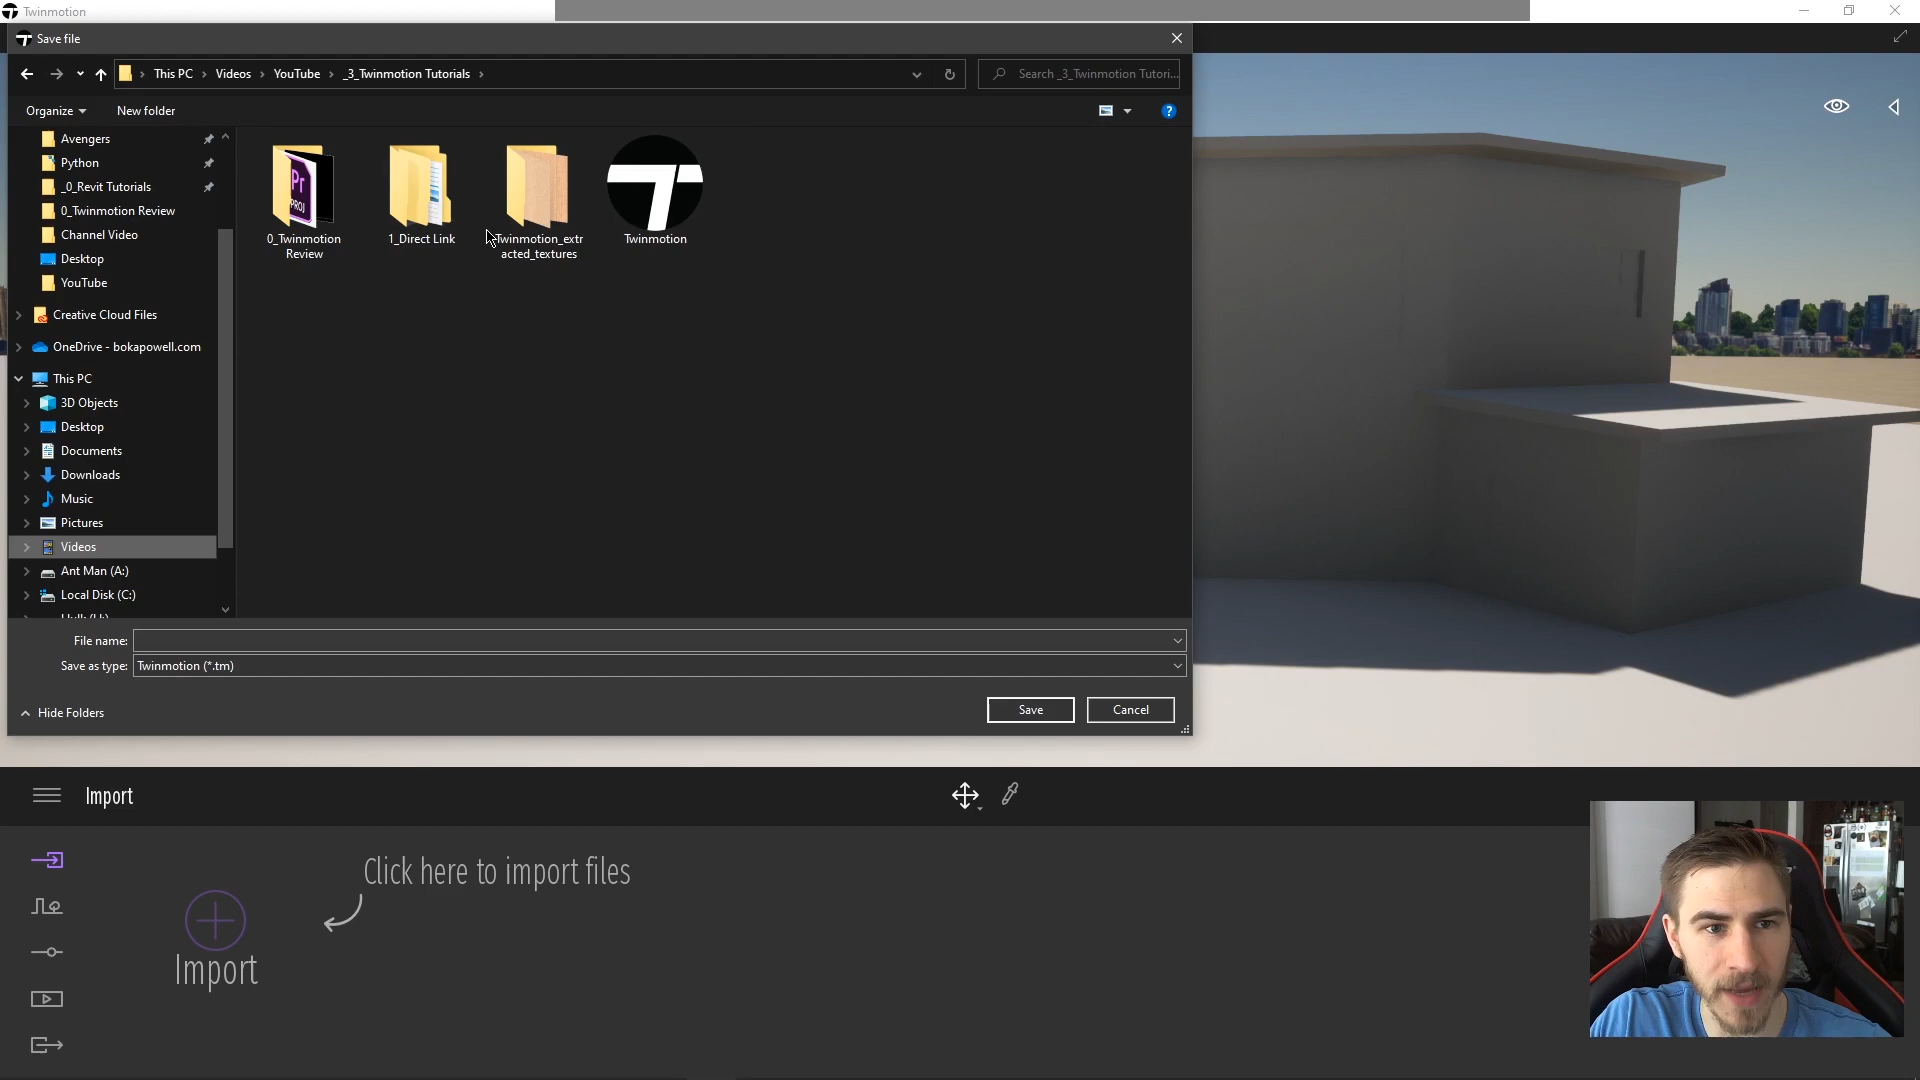 Twinmotion
Save file
This PC
Videos
YouTube
_3_Twinmotion Tutorials
Search _3_Twinmotion Tutori...
Organize
New folder
Avengers
Python
_0_Revit Tutorials
0_Twinmotion Review
Channel Video
Desktop
YouTube
Creative Cloud Files
OneDrive - bokapowell.com
This PC
3D Objects
Desktop
Documents
Downloads
Music
Pictures
Videos
Ant Man (A:)
Local Disk (C:)
Pr
PROJ
0_Twinmotion
Review
1_Direct Link
Twinmotion_extr
acted_textures
Twinmotion
File name:
Save as type: Twinmotion (*.tm)
Hide Folders
Save
Cancel
Import
Click here to import files
Import